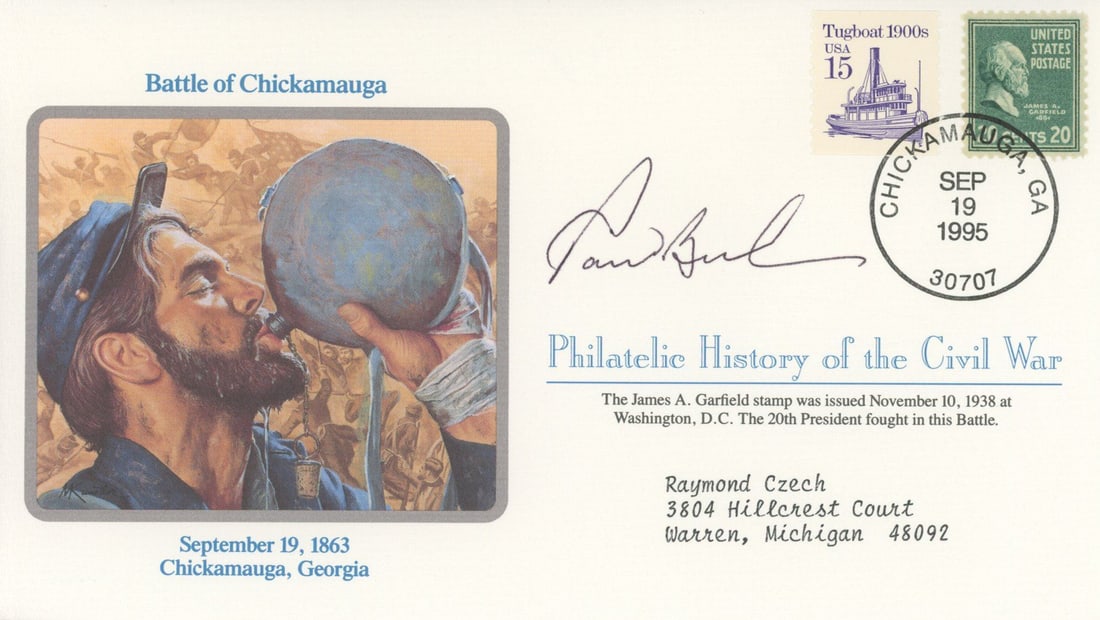 Battle of Chickamauga
Tugboat 1900s
USA
15
UNITED
STATES
POSTAGE
JAMES A.
GARFIELD
CENTS 20
CHICKAMAUGA, GA
SEP
19
1995
30707
Philatelic History of the Civil War
The James A. Garfield stamp was issued November 10, 1938 at
Washington, D.C. The 20th President fought in this Battle.
Raymond Czech
3804 Hillcrest Court
Warren, Michigan 48092
September 19, 1863
Chickamauga, Georgia